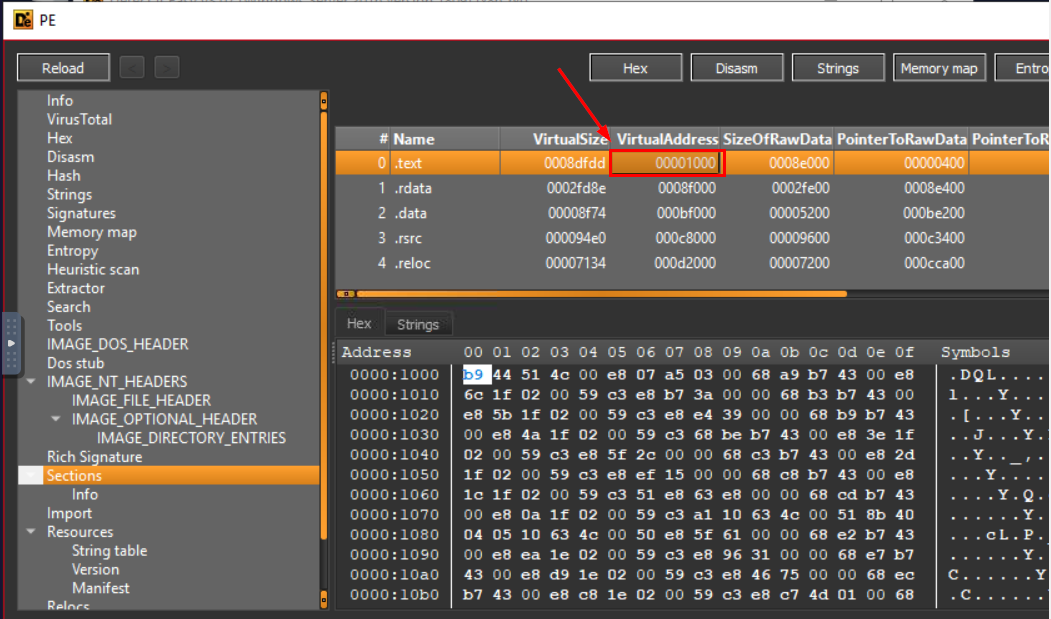 PE
Reload < > Hex Disasm Strings Memory map Entro
Info
VirusTotal
Hex
Disasm
Hash
Strings
Signatures
Memory map
Entropy
Heuristic scan
Extractor
Search
Tools
IMAGE_DOS_HEADER
Dos stub
IMAGE_NT_HEADERS
IMAGE_FILE_HEADER
IMAGE_OPTIONAL_HEADER
IMAGE_DIRECTORY_ENTRIES
Rich Signature
Sections
Info
Import
Resources
String table
Version
Manifest
Relocs
# Name VirtualSize VirtualAddress SizeOfRawData PointerToRawData PointerToR
0 .text 0008dfdd 00001000 0008e000 00000400
1 .rdata 0002fd8e 0008f000 0002fe00 0008e400
2 .data 00008f74 000bf000 00005200 000be200
3 .rsrc 000094e0 000c8000 00009600 000c3400
4 .reloc 00007134 000d2000 00007200 000cca00
Hex Strings
Address 00 01 02 03 04 05 06 07 08 09 0a 0b 0c 0d 0e 0f Symbols
0000:1000 b9 44 51 4c 00 e8 07 a5 03 00 68 a9 b7 43 00 e8 .DQL....
0000:1010 6c 1f 02 00 59 c3 e8 b7 3a 00 00 68 b3 b7 43 00 l...Y...
0000:1020 e8 5b 1f 02 00 59 c3 e8 e4 39 00 00 68 b9 b7 43 .[...Y..
0000:1030 00 e8 4a 1f 02 00 59 c3 68 be b7 43 00 e8 3e 1f ..J...Y.
0000:1040 02 00 59 c3 e8 5f 2c 00 00 68 c3 b7 43 00 e8 2d ..Y.._,.
0000:1050 1f 02 00 59 c3 e8 ef 15 00 00 68 c8 b7 43 00 e8 ...Y....
0000:1060 1c 1f 02 00 59 c3 51 e8 63 e8 00 00 68 cd b7 43 ....Y.Q.
0000:1070 00 e8 0a 1f 02 00 59 c3 a1 10 63 4c 00 51 8b 40 ......Y.
0000:1080 04 05 10 63 4c 00 50 e8 5f 61 00 00 68 e2 b7 43 ...cL.P.
0000:1090 00 e8 ea 1e 02 00 59 c3 e8 96 31 00 00 68 e7 b7 ......Y.
0000:10a0 43 00 e8 d9 1e 02 00 59 c3 e8 46 75 00 00 68 ec C......Y
0000:10b0 b7 43 00 e8 c8 1e 02 00 59 c3 e8 c7 4d 01 00 68 .C......